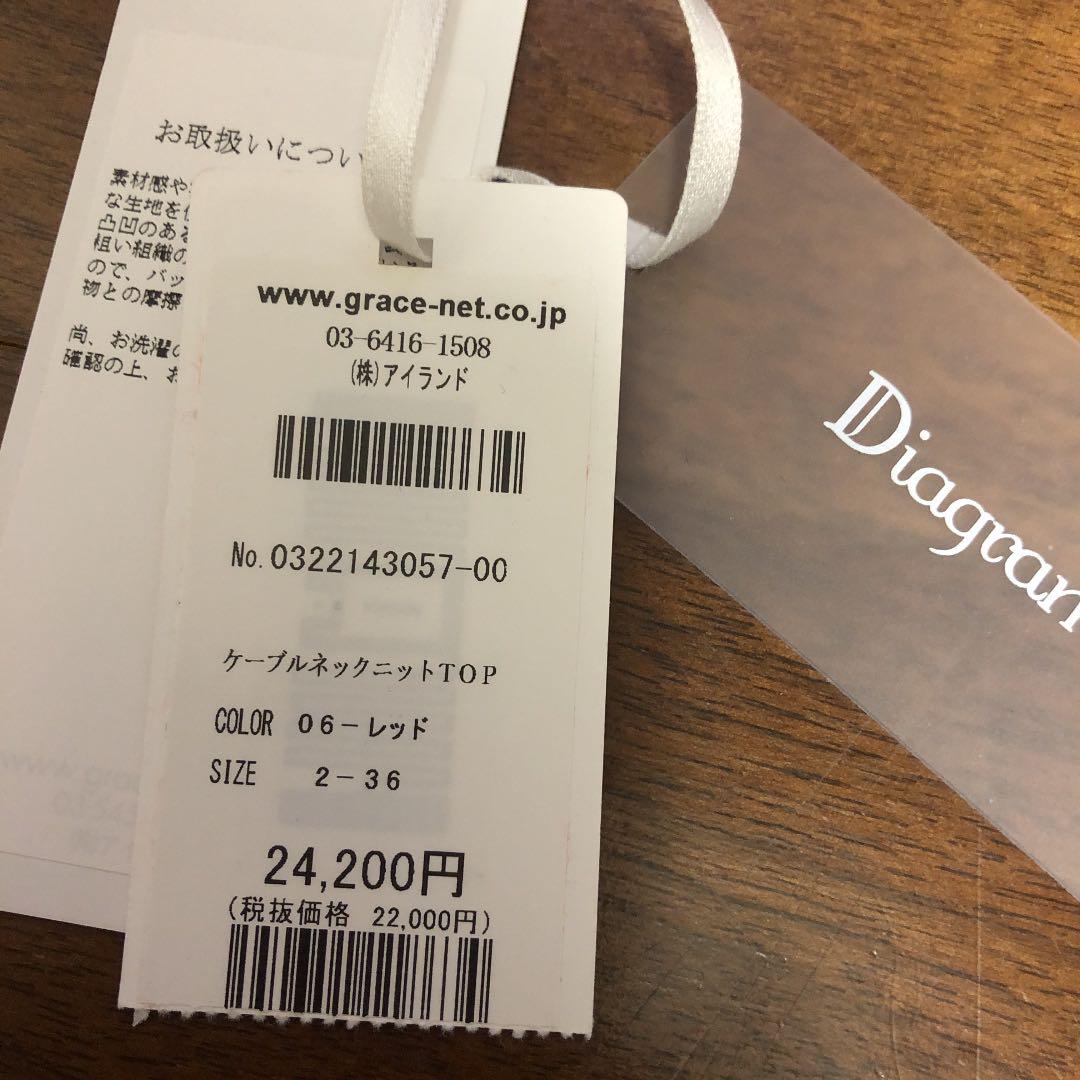 お取扱いについ
素材感や
な生地を
凸凹のある
粗い組織の
ので、バッ
物との摩擦
尚、お洗濯の
確認の上、お
www.grace-net.co.jp
03-6416-1508
(株)アイランド
No.0322143057-00
ケーブルネックニットTOP
COLOR 06-レッド
SIZE 2-36
24,200円
(税抜価格 22,000円)
Diagram